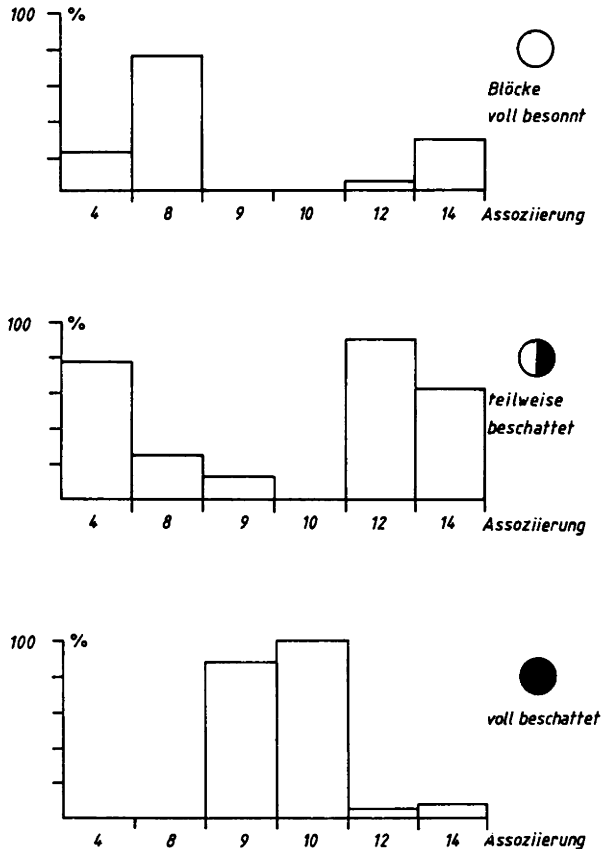 100 %
Blöcke
voll besonnt
4 8 9 10 12 14 Assoziierung
100 %
teilweise
beschattet
4 8 9 10 12 14 Assoziierung
100 %
voll beschattet
4 8 9 10 12 14 Assoziierung